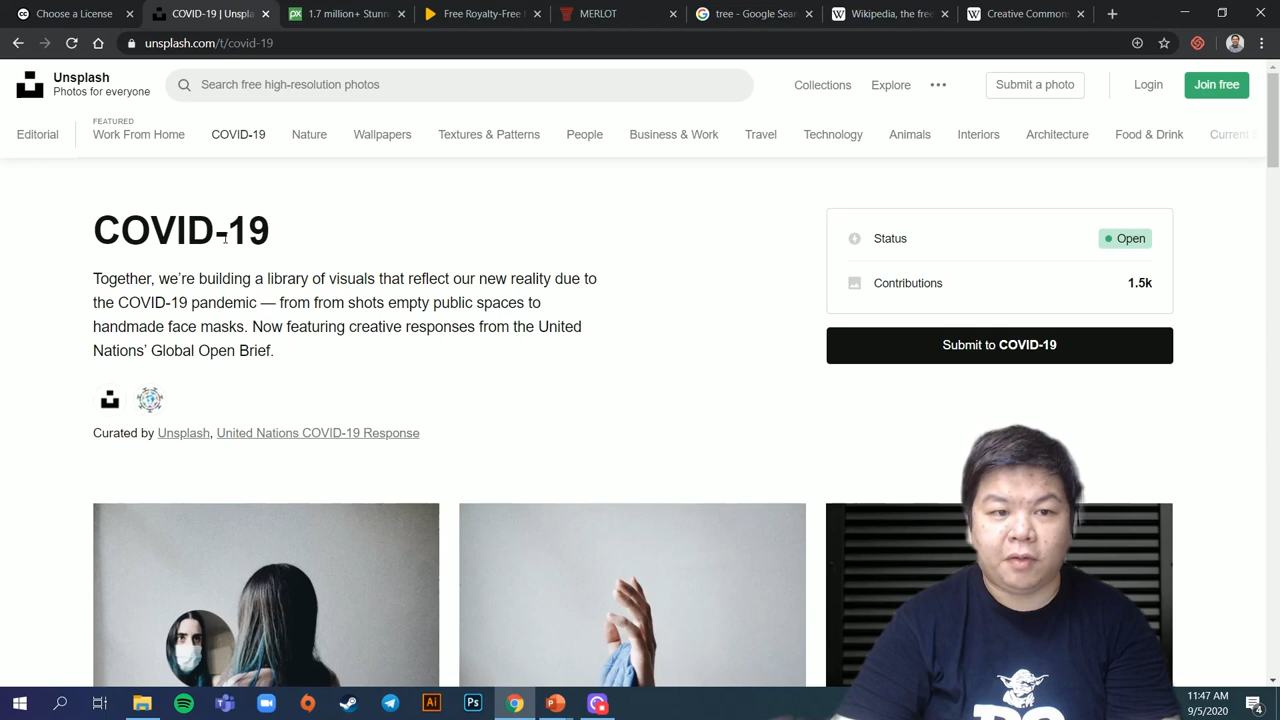 Choose a License
COVID-19 | Unspla
1.7 million+ Stunn
Free Royalty-Free
MERLOT
tree - Google Sear
Wikipedia, the free
Creative Commons
unsplash.com/t/covid-19
Unsplash
Photos for everyone
Search free high-resolution photos
Collections
Explore
Submit a photo
Login
Join free
Editorial
FEATURED
Work From Home
COVID-19
Nature
Wallpapers
Textures & Patterns
People
Business & Work
Travel
Technology
Animals
Interiors
Architecture
Food & Drink
Current E
COVID-19
Together, we're building a library of visuals that reflect our new reality due to
the COVID-19 pandemic — from from shots empty public spaces to
handmade face masks. Now featuring creative responses from the United
Nations' Global Open Brief.
Curated by Unsplash, United Nations COVID-19 Response
Status
Open
Contributions
1.5k
Submit to COVID-19
11:47 AM
9/5/2020